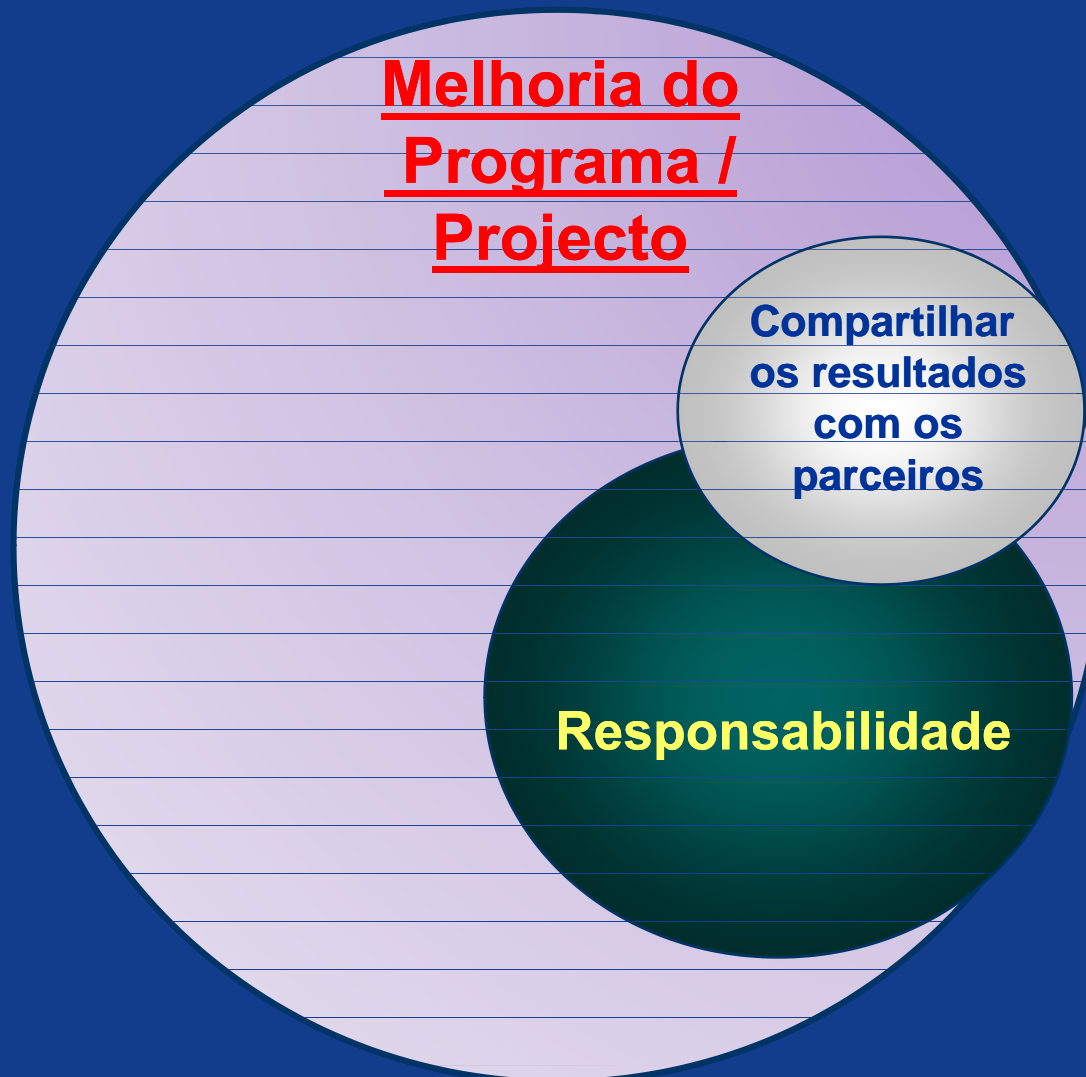 Melhoria do
Programa /
Projecto
Compartilhar
os resultados
com os
parceiros
Responsabilidade